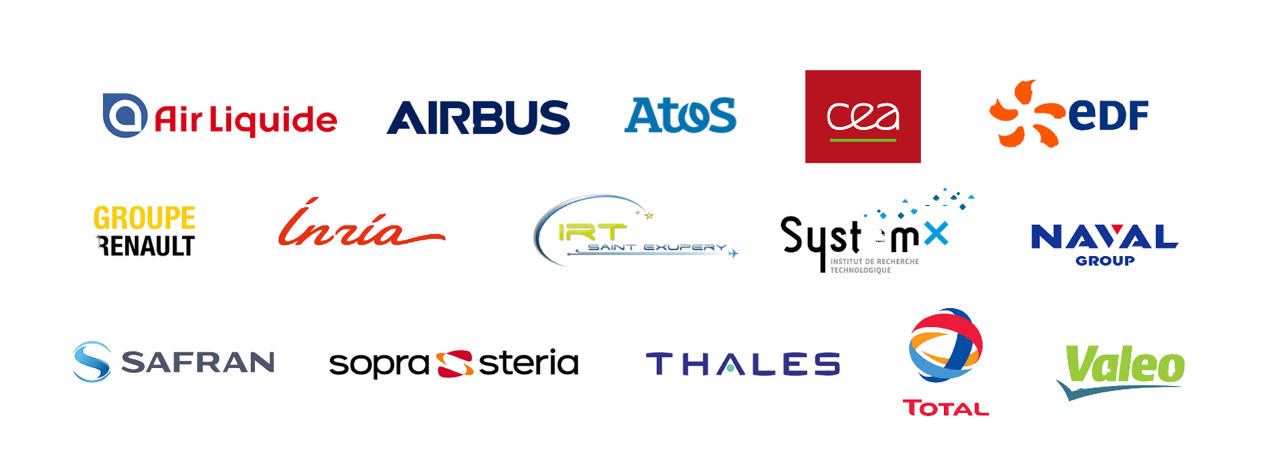 Air Liquide
AIRBUS
Atos
cea
eDF
GROUPE
RENAULT
Inria
IRT
SAINT EXUPERY
SystemX
INSTITUT DE RECHERCHE
TECHNOLOGIQUE
NAVAL
GROUP
SAFRAN
sopra steria
THALES
TOTAL
Valeo